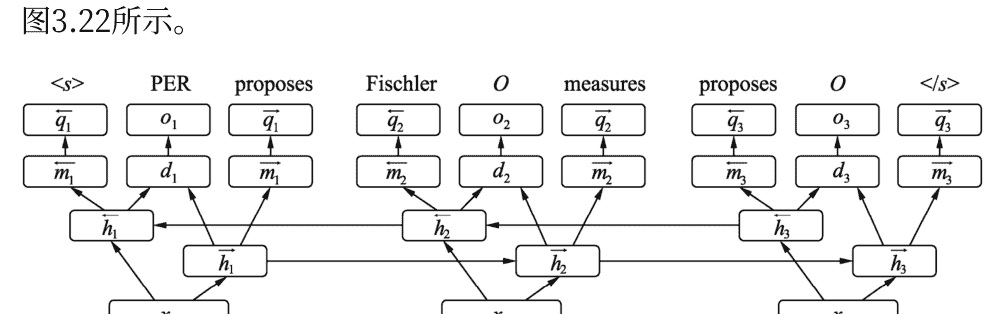 图3.22所示。
<s> PER proposes Fischler O measures proposes O </s>
q⃖₁ o₁ q⃗₁ q⃖₂ o₂ q⃗₂ q⃖₃ o₃ q⃗₃
m⃖₁ d₁ m⃗₁ m⃖₂ d₂ m⃗₂ m⃖₃ d₃ m⃗₃
h⃖₁ h⃖₂ h⃖₃
h⃗₁ h⃗₂ h⃗₃